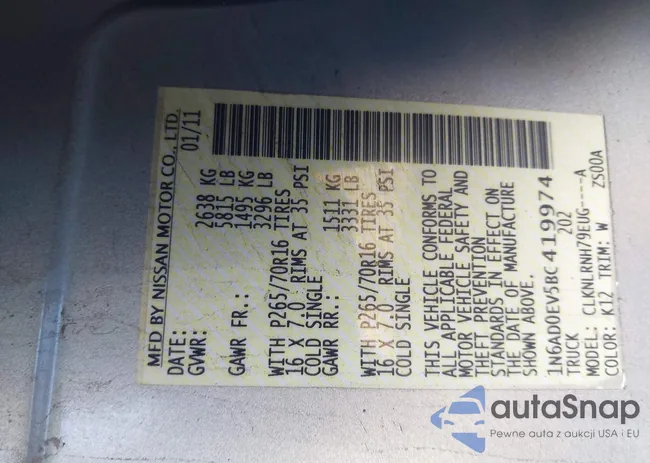 MFD BY NISSAN MOTOR CO., LTD.
DATE: 01/11
GVWR: 2638 KG
5815 LB
GAWR FR.: 1495 KG
3296 LB
WITH P265/70R16 TIRES
16 X 7.0 RIMS AT 35 PSI
COLD SINGLE
GAWR RR.: 1511 KG
3331 LB
WITH P265/70R16 TIRES
16 X 7.0 RIMS AT 35 PSI
COLD SINGLE
THIS VEHICLE CONFORMS TO
ALL APPLICABLE FEDERAL
MOTOR VEHICLE SAFETY AND
THEFT PREVENTION
STANDARDS IN EFFECT ON
THE DATE OF MANUFACTURE
SHOWN ABOVE.
1N6AD0EV5BC419974
TRUCK 202
MODEL: CLKNLRNH79EUG----A
COLOR: K12 TRIM: W ZS00A
autaSnap
Pewne auta z aukcji USA i EU